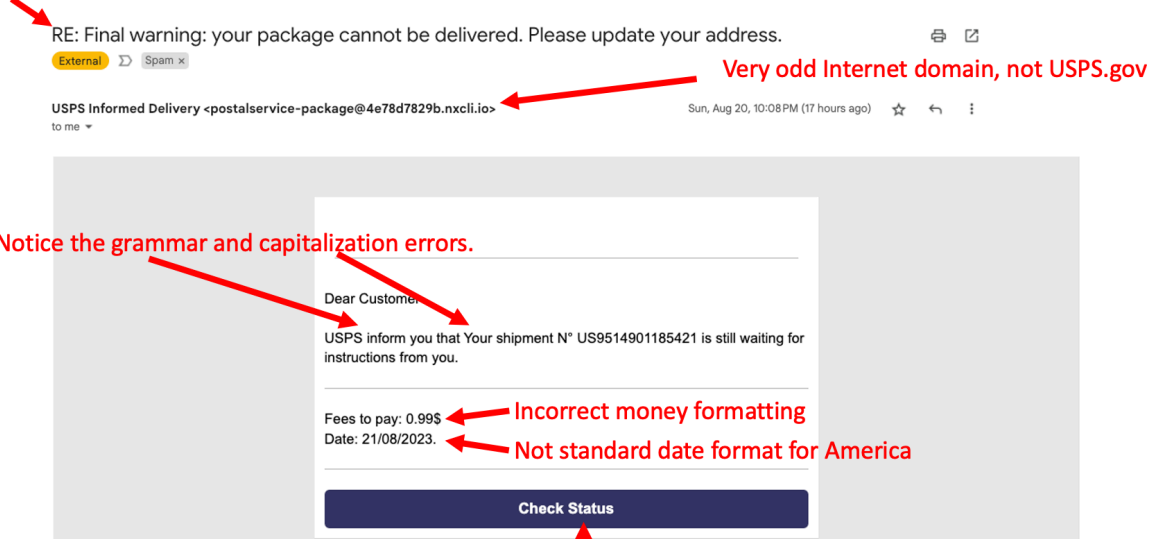 RE: Final warning: your package cannot be delivered. Please update your address.
External Spam ×
Very odd Internet domain, not USPS.gov
USPS Informed Delivery <postalservice-package@4e78d7829b.nxcli.io>
Sun, Aug 20, 10:08 PM (17 hours ago)
to me
Notice the grammar and capitalization errors.
Dear Customer
USPS inform you that Your shipment N° US9514901185421 is still waiting for
instructions from you.
Fees to pay: 0.99$
Incorrect money formatting
Date: 21/08/2023.
Not standard date format for America
Check Status